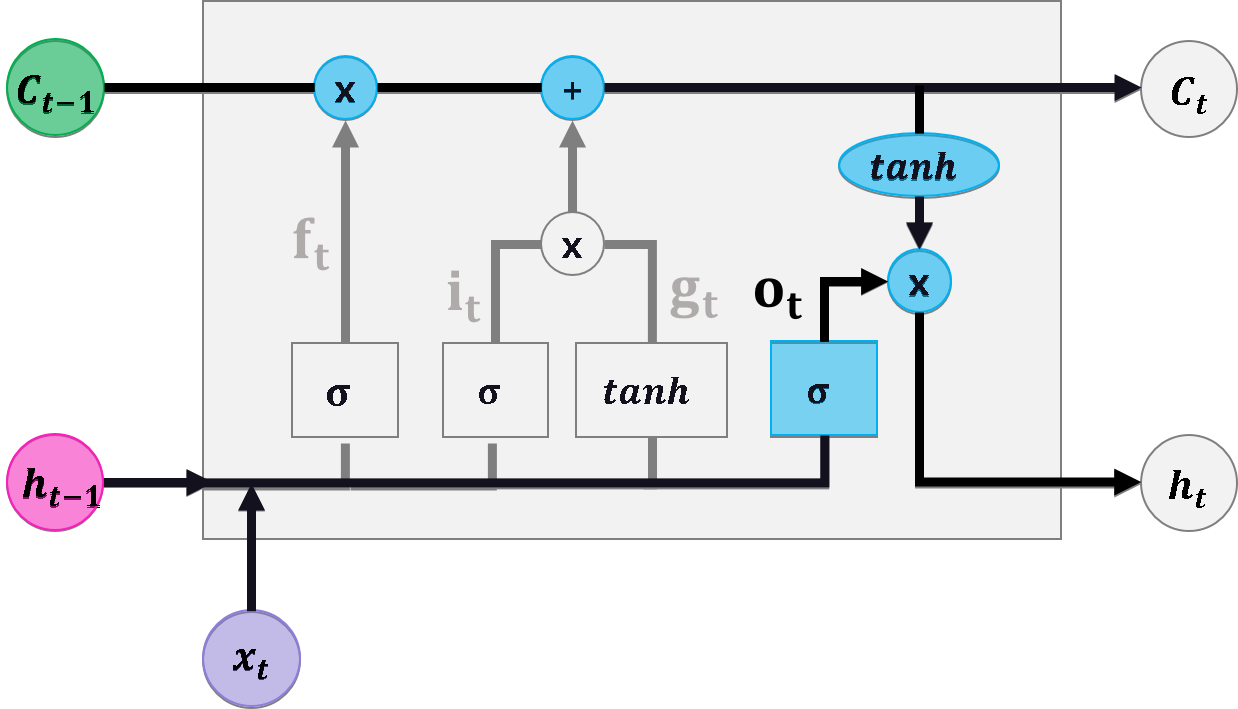 C_{t-1}
x
+
C_t
tanh
f_t
x
i_t
g_t
o_t
x
σ
σ
tanh
σ
h_{t-1}
h_t
x_t